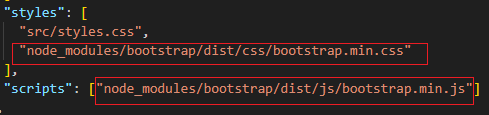 "styles": [
"src/styles.css",
"node_modules/bootstrap/dist/css/bootstrap.min.css"
],
"scripts": ["node_modules/bootstrap/dist/js/bootstrap.min.js"]